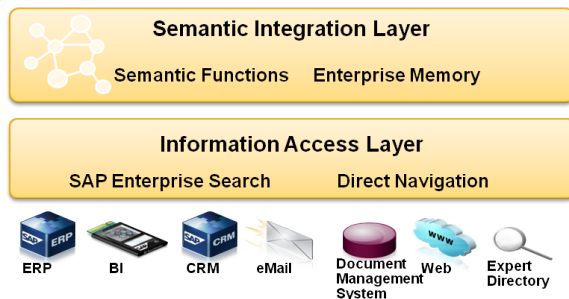 Semantic Integration Layer
Semantic Functions Enterprise Memory
Information Access Layer
SAP Enterprise Search Direct Navigation
SAP ERP
SAP CRM
www
ERP
BI
CRM
eMail
Document
Management
System
Web
Expert
Directory